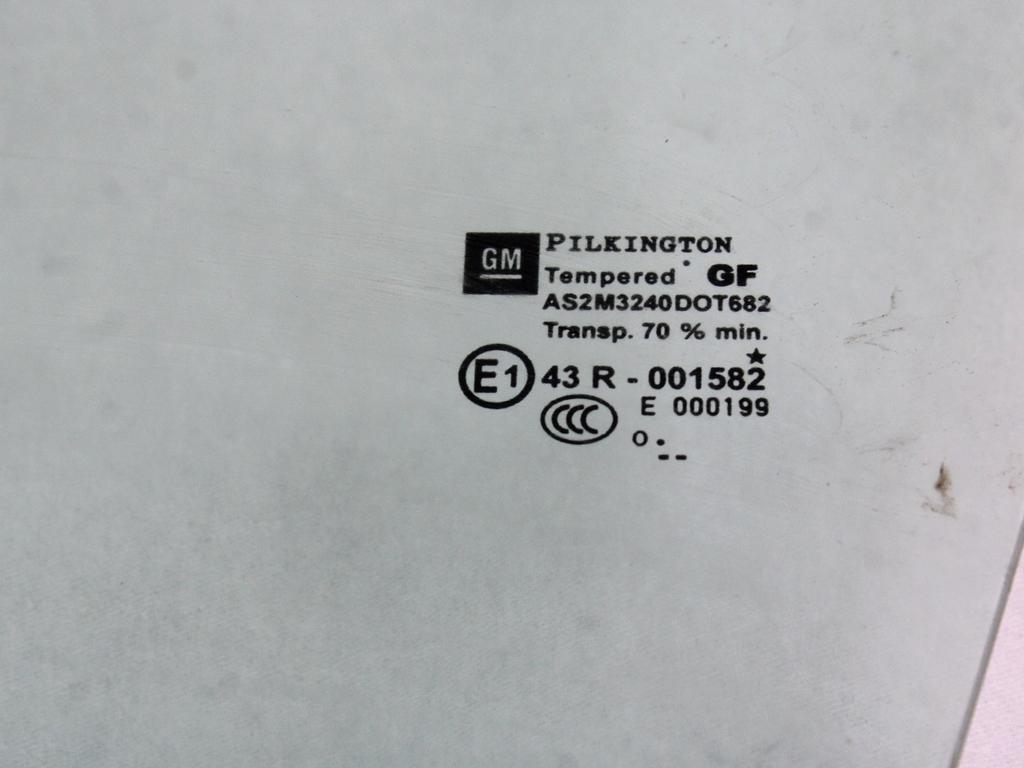 GM PILKINGTON
Tempered GF
AS2M3240DOT682
Transp. 70 % min.
E1 43 R - 001582
CCC E 000199